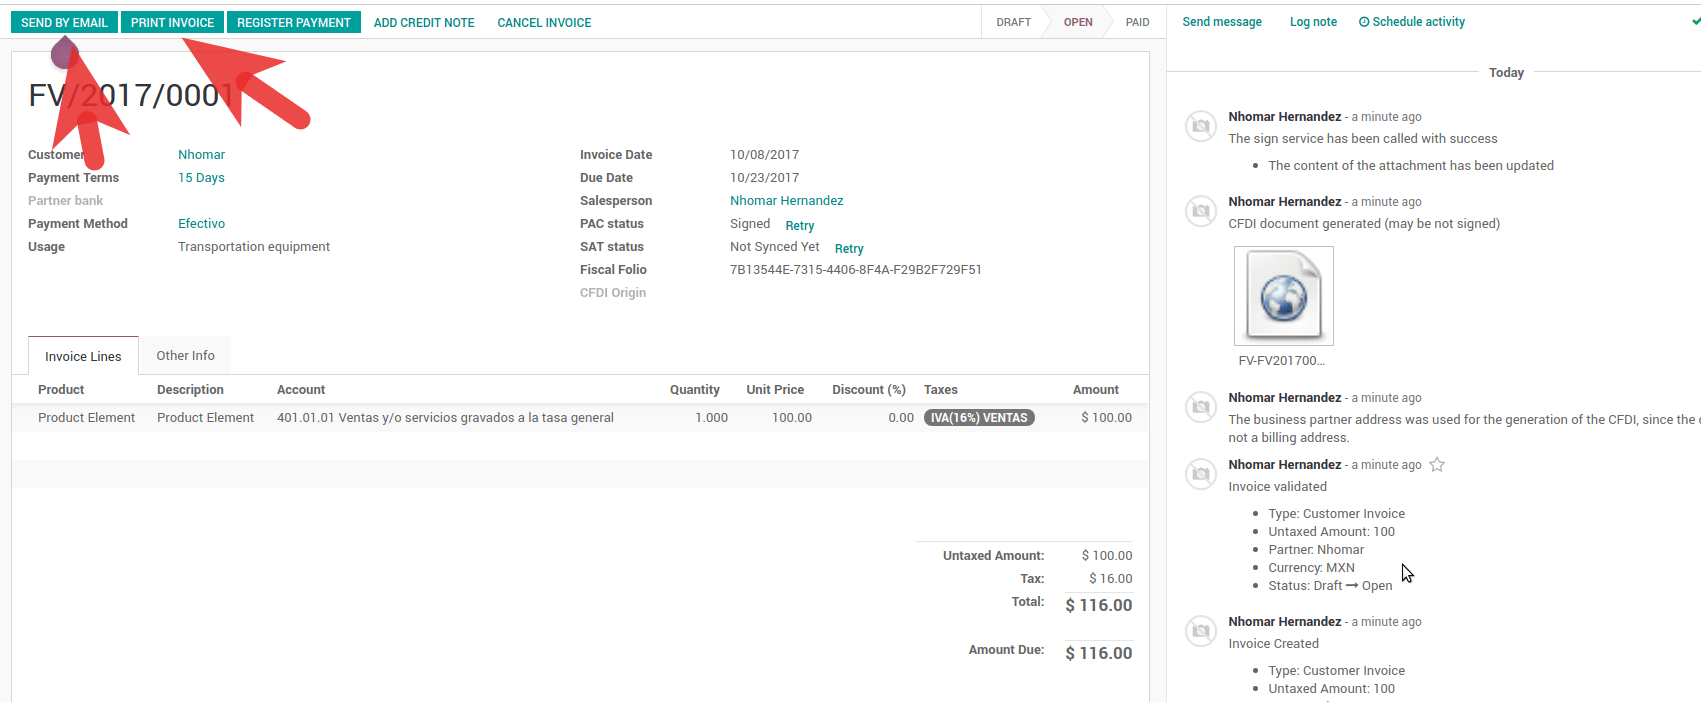 SEND BY EMAIL PRINT INVOICE REGISTER PAYMENT ADD CREDIT NOTE CANCEL INVOICE DRAFT OPEN PAID
FV/2017/0001
Customer Nhomar Invoice Date 10/08/2017
Payment Terms 15 Days Due Date 10/23/2017
Partner bank Salesperson Nhomar Hernandez
Payment Method Efectivo PAC status Signed Retry
Usage Transportation equipment SAT status Not Synced Yet Retry
Fiscal Folio 7B13544E-7315-4406-8F4A-F29B2F729F51
CFDI Origin
Invoice Lines Other Info
Product Description Account Quantity Unit Price Discount (%) Taxes Amount
Product Element Product Element 401.01.01 Ventas y/o servicios gravados a la tasa general 1.000 100.00 0.00 IVA(16%) VENTAS $ 100.00
Untaxed Amount: $ 100.00
Tax: $ 16.00
Total: $ 116.00
Amount Due: $ 116.00
Send message Log note Schedule activity
Today
Nhomar Hernandez - a minute ago
The sign service has been called with success
• The content of the attachment has been updated
Nhomar Hernandez - a minute ago
CFDI document generated (may be not signed)
FV-FV201700...
Nhomar Hernandez - a minute ago
The business partner address was used for the generation of the CFDI, since the
not a billing address.
Nhomar Hernandez - a minute ago
Invoice validated
• Type: Customer Invoice
• Untaxed Amount: 100
• Partner: Nhomar
• Currency: MXN
• Status: Draft → Open
Nhomar Hernandez - a minute ago
Invoice Created
• Type: Customer Invoice
• Untaxed Amount: 100